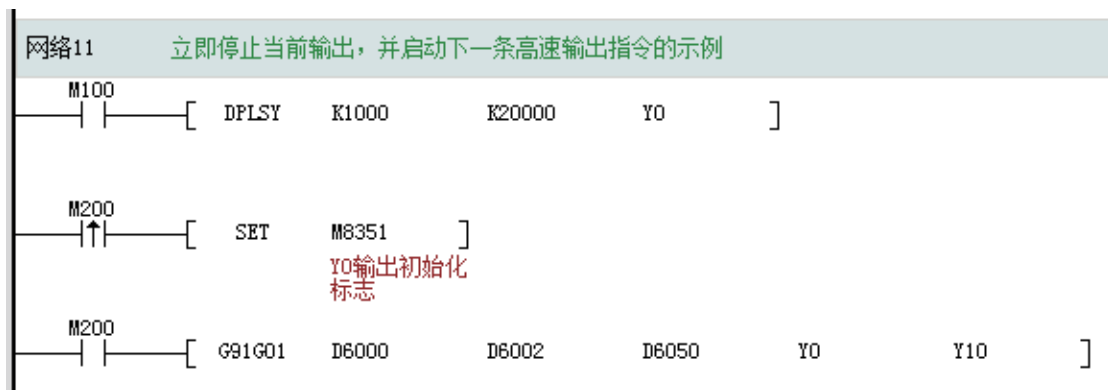 网络11 立即停止当前输出，并启动下一条高速输出指令的示例
M100
[ DPLSY K1000 K20000 Y0 ]
M200
[ SET M8351 ]
Y0输出初始化
标志
M200
[ G91G01 D6000 D6002 D6050 Y0 Y10 ]